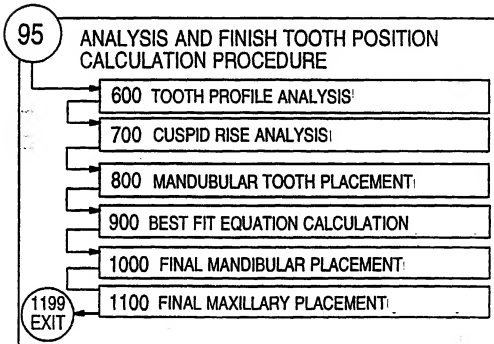 95
ANALYSIS AND FINISH TOOTH POSITION
CALCULATION PROCEDURE
600 TOOTH PROFILE ANALYSIS
700 CUSPID RISE ANALYSIS
800 MANDUBULAR TOOTH PLACEMENT
900 BEST FIT EQUATION CALCULATION
1000 FINAL MANDIBULAR PLACEMENT
1199
EXIT
1100 FINAL MAXILLARY PLACEMENT